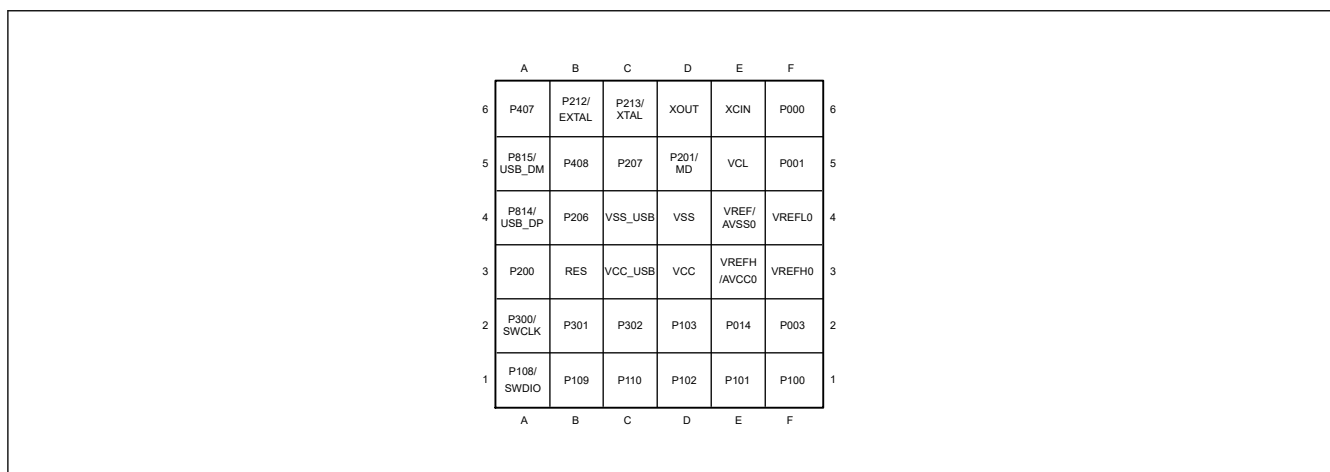 A B C D E F
6 P407 P212/ EXTAL P213/ XTAL XOUT XCIN P000 6
5 P815/ USB_DM P408 P207 P201/ MD VCL P001 5
4 P814/ USB_DP P206 VSS_USB VSS VREF/ AVSS0 VREFL0 4
3 P200 RES VCC_USB VCC VREFH /AVCC0 VREFH0 3
2 P300/ SWCLK P301 P302 P103 P014 P003 2
1 P108/ SWDIO P109 P110 P102 P101 P100 1
A B C D E F